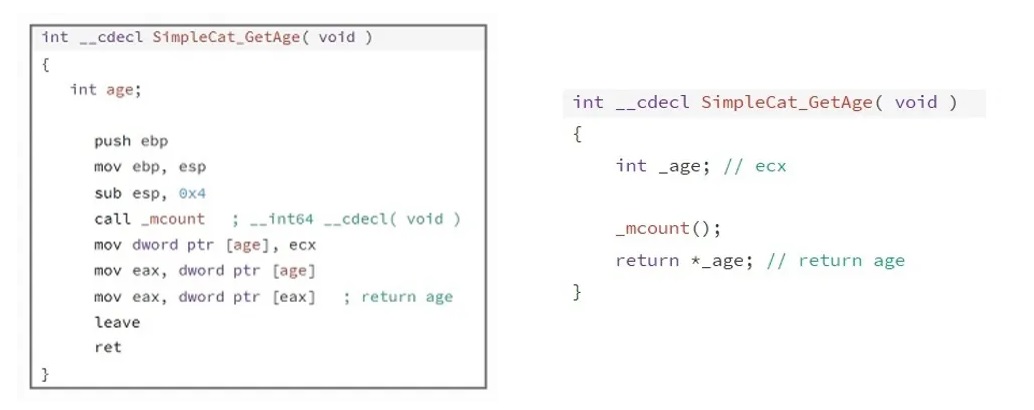 int __cdecl SimpleCat_GetAge( void )
{
int age;
push ebp
mov ebp, esp
sub esp, 0x4
call _mcount ; __int64 __cdecl( void )
mov dword ptr [age], ecx
mov eax, dword ptr [age]
mov eax, dword ptr [eax] ; return age
leave
ret
}
int __cdecl SimpleCat_GetAge( void )
{
int _age; // ecx
_mcount();
return *_age; // return age
}